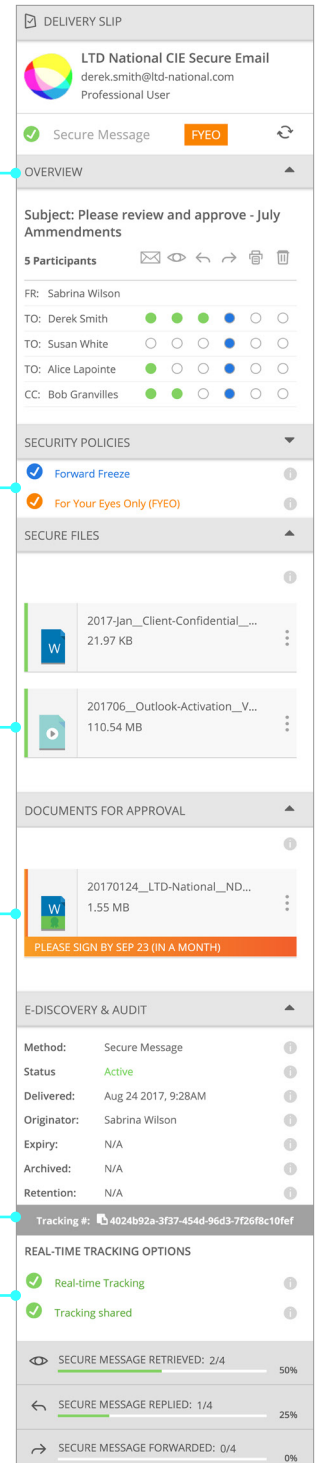 DELIVERY SLIP
LTD National CIE Secure Email
derek.smith@ltd-national.com
Professional User
Secure Message FYEO
OVERVIEW
Subject: Please review and approve - July
Ammendments
5 Participants
FR: Sabrina Wilson
TO: Derek Smith
TO: Susan White
TO: Alice Lapointe
CC: Bob Granvilles
SECURITY POLICIES
Forward Freeze
For Your Eyes Only (FYEO)
SECURE FILES
2017-Jan__Client-Confidential__...
W 21.97 KB
201706__Outlook-Activation__V...
110.54 MB
DOCUMENTS FOR APPROVAL
20170124__LTD-National__ND...
W 1.55 MB
PLEASE SIGN BY SEP 23 (IN A MONTH)
E-DISCOVERY & AUDIT
Method: Secure Message
Status Active
Delivered: Aug 24 2017, 9:28AM
Originator: Sabrina Wilson
Expiry: N/A
Archived: N/A
Retention: N/A
Tracking #: 4024b92a-3f37-454d-96d3-7f26f8c10fef
REAL-TIME TRACKING OPTIONS
Real-time Tracking
Tracking shared
SECURE MESSAGE RETRIEVED: 2/4
50%
SECURE MESSAGE REPLIED: 1/4
25%
SECURE MESSAGE FORWARDED: 0/4
0%